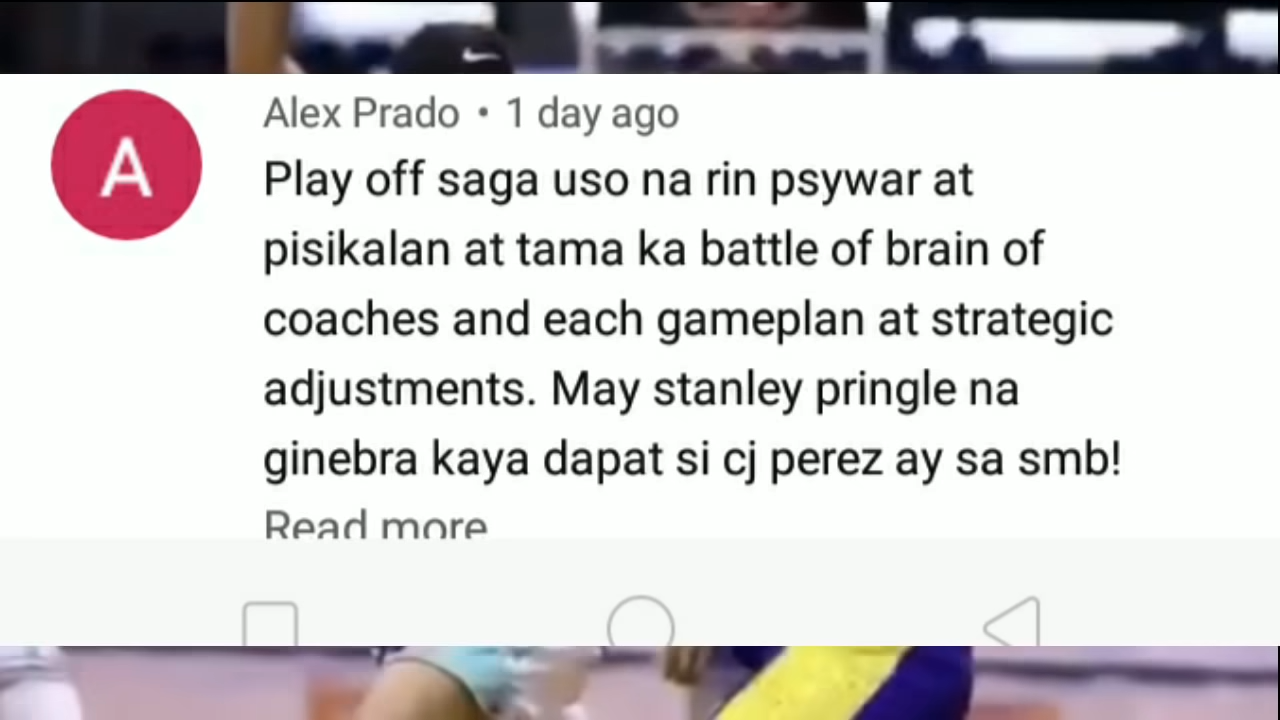 Alex Prado • 1 day ago
A
Play off saga uso na rin psywar at
pisikalan at tama ka battle of brain of
coaches and each gameplan at strategic
adjustments. May stanley pringle na
ginebra kaya dapat si cj perez ay sa smb!
Read more